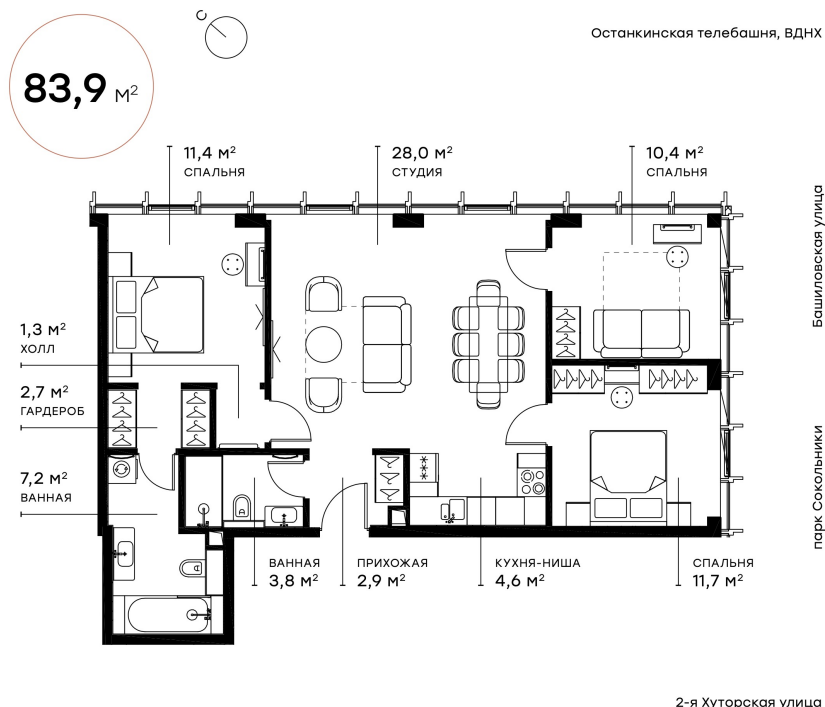 С
Останкинская телебашня, ВДНХ
83,9 м²
11,4 м²
СПАЛЬНЯ
28,0 м²
СТУДИЯ
10,4 м²
СПАЛЬНЯ
Башиловская улица
1,3 м²
ХОЛЛ
2,7 м²
ГАРДЕРОБ
7,2 м²
ВАННАЯ
парк Сокольники
ВАННАЯ
3,8 м²
ПРИХОЖАЯ
2,9 м²
КУХНЯ-НИША
4,6 м²
СПАЛЬНЯ
11,7 м²
2-я Хуторская улица